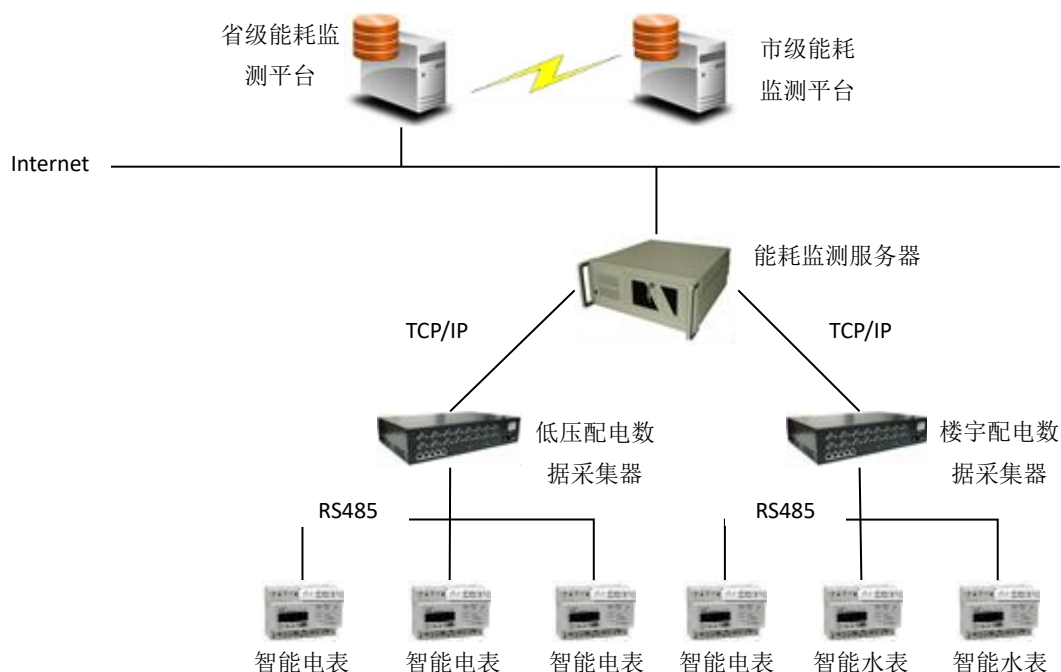 省级能耗监
测平台
市级能耗
监测平台
Internet
能耗监测服务器
TCP/IP
TCP/IP
低压配电数
据采集器
楼宇配电数
据采集器
RS485
RS485
智能电表
智能电表
智能电表
智能电表
智能水表
智能水表